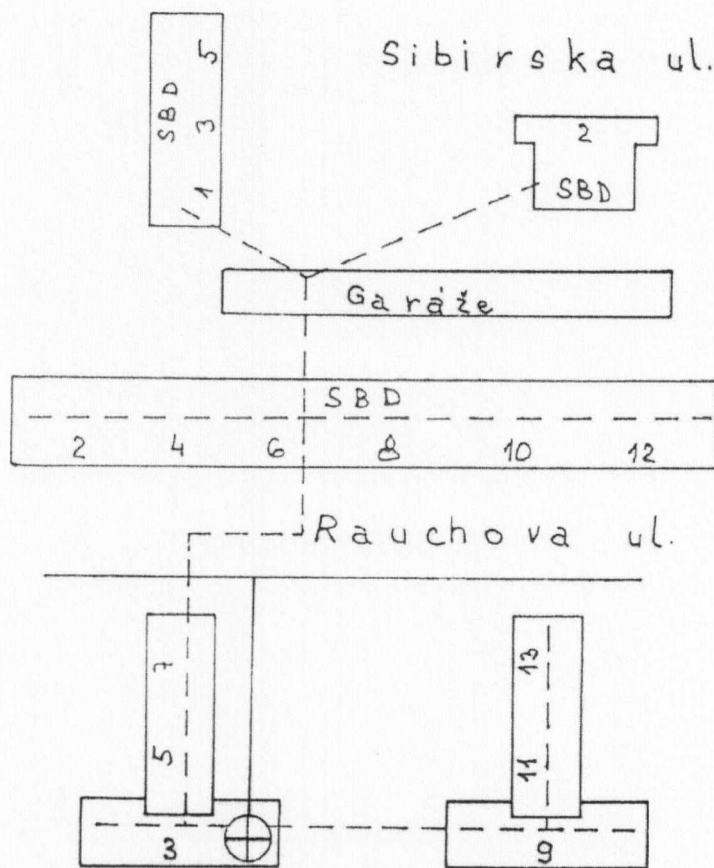 Sibirska ul.
SBD
1 3 5
2
SBD
Garáže
SBD
2 4 6 8 10 12
Rauchova ul.
5 7
3
11 13
9